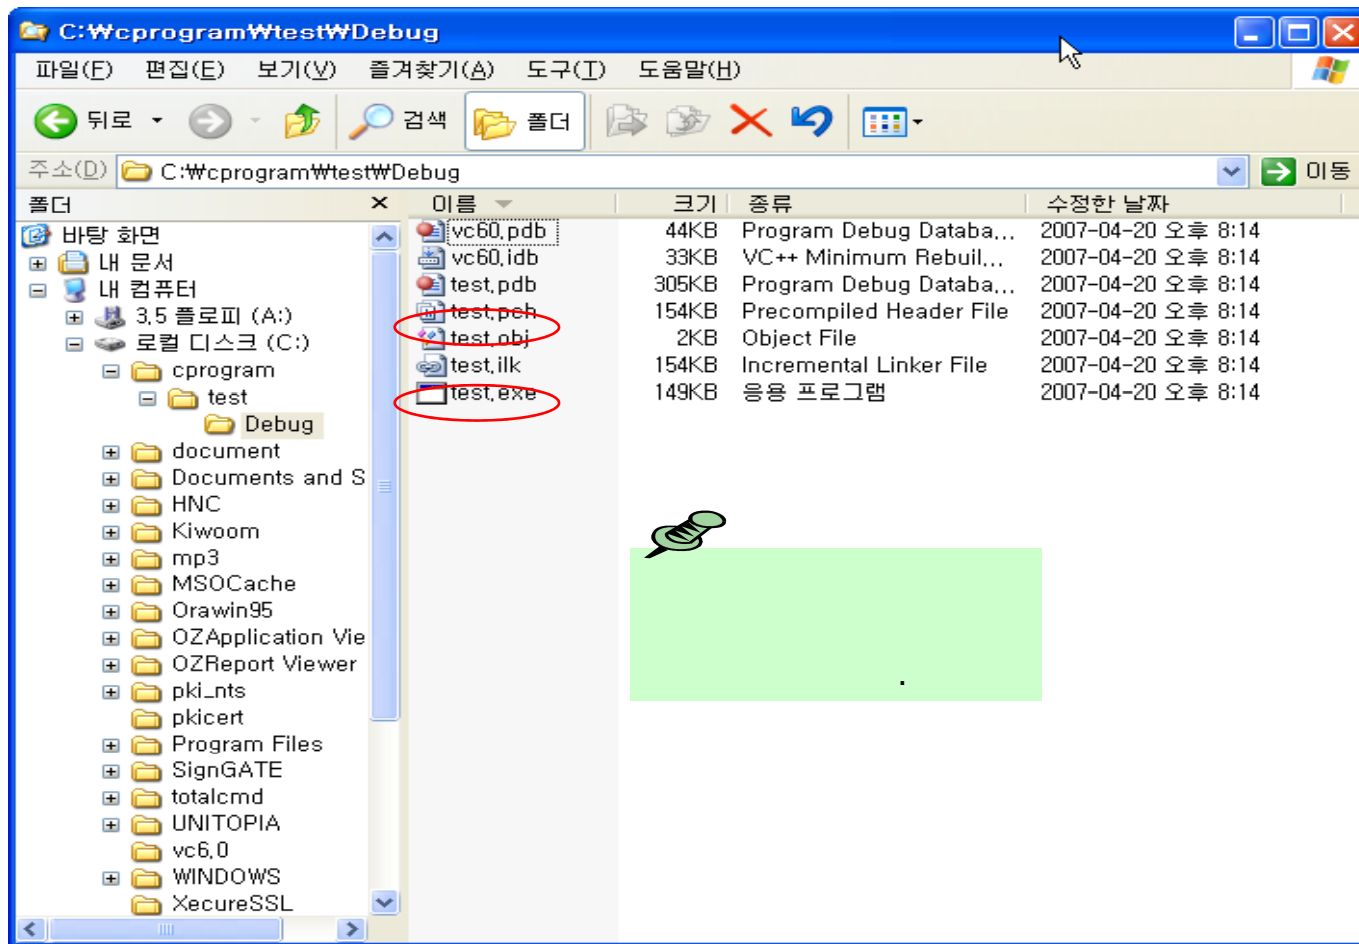 C:₩cprogram₩test₩Debug
파일(F) 편집(E) 보기(V) 즐겨찾기(A) 도구(T) 도움말(H)
뒤로 검색 폴더
주소(D) C:₩cprogram₩test₩Debug 이동
폴더 × 이름 크기 종류 수정한 날짜
바탕 화면
내 문서
내 컴퓨터
3,5 플로피 (A:)
로컬 디스크 (C:)
cprogram
test
Debug
document
Documents and S
HNC
Kiwoom
mp3
MSOCache
Orawin95
OZApplication Vie
OZReport Viewer
pki_nts
pkicert
Program Files
SignGATE
totalcmd
UNITOPIA
vc6,0
WINDOWS
XecureSSL
vc60,pdb 44KB Program Debug Databa,,, 2007-04-20 오후 8:14
vc60,idb 33KB VC++ Minimum Rebuil,,, 2007-04-20 오후 8:14
test,pdb 305KB Program Debug Databa,,, 2007-04-20 오후 8:14
test,pch 154KB Precompiled Header File 2007-04-20 오후 8:14
test,obj 2KB Object File 2007-04-20 오후 8:14
test,ilk 154KB Incremental Linker File 2007-04-20 오후 8:14
test,exe 149KB 응용 프로그램 2007-04-20 오후 8:14
.